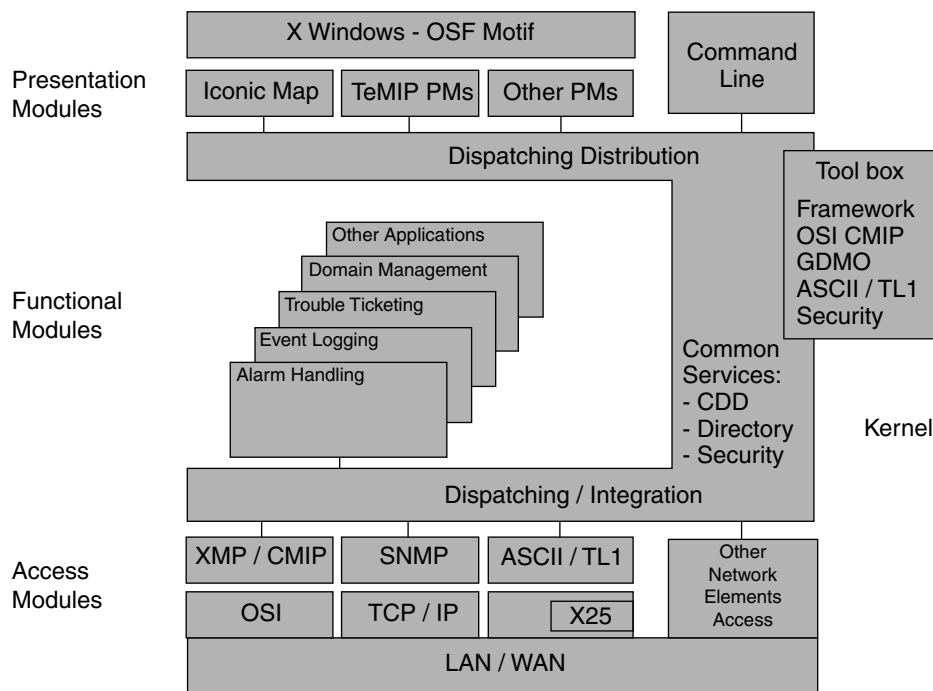 X Windows - OSF Motif
Command
Line
Presentation
Modules
Iconic Map
TeMIP PMs
Other PMs
Dispatching Distribution
Tool box
Framework
OSI CMIP
GDMO
ASCII / TL1
Security
Functional
Modules
Other Applications
Domain Management
Trouble Ticketing
Event Logging
Alarm Handling
Common
Services:
- CDD
- Directory
- Security
Kernel
Dispatching / Integration
Access
Modules
XMP / CMIP
SNMP
ASCII / TL1
Other
Network
Elements
Access
OSI
TCP / IP
X25
LAN / WAN